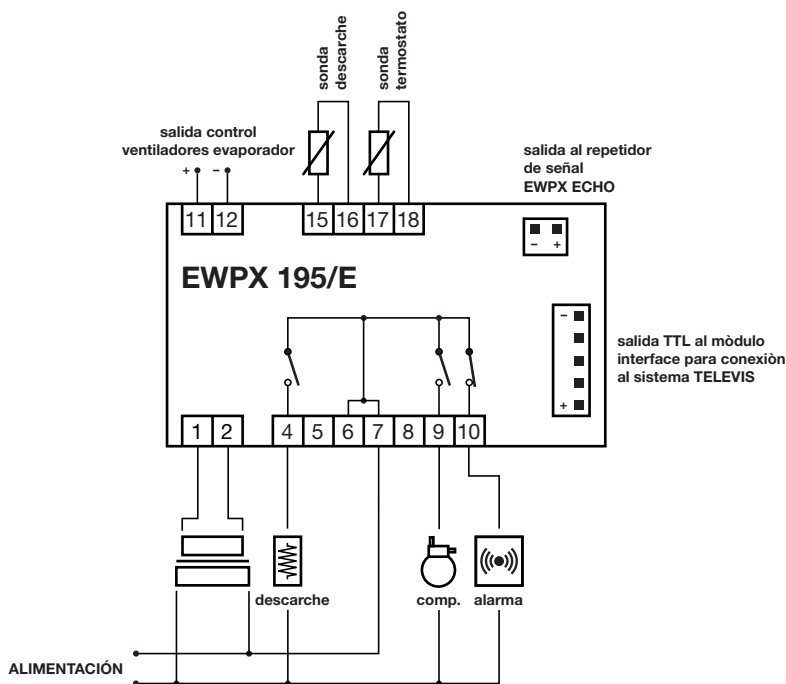 sonda
descarche
sonda
termostato
salida control
ventiladores evaporador
+ −
salida al repetidor
de señal
EWPX ECHO
11 12
15 16 17 18
− +
EWPX 195/E
−
salida TTL al mòdulo
interface para conexiòn
al sistema TELEVIS
+
1 2
4 5 6 7 8 9 10
descarche
comp.
alarma
ALIMENTACIÓN